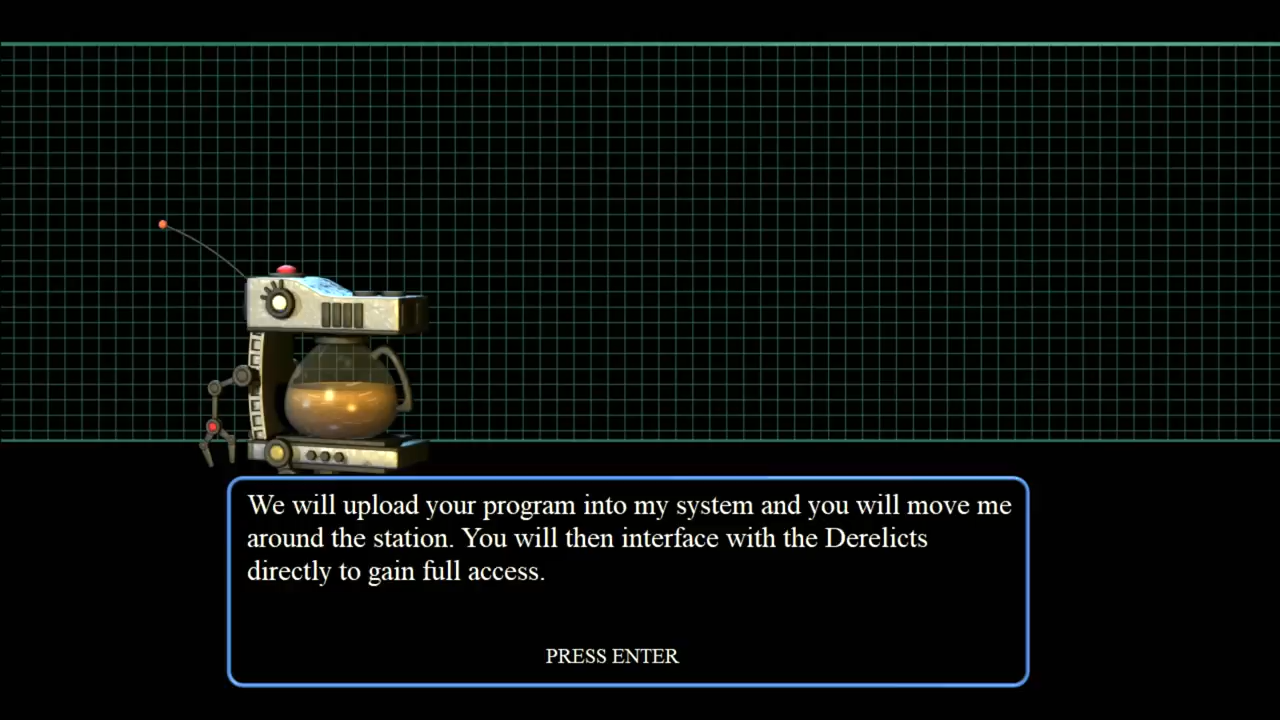 We will upload your program into my system and you will move me
around the station. You will then interface with the Derelicts
directly to gain full access.
PRESS ENTER